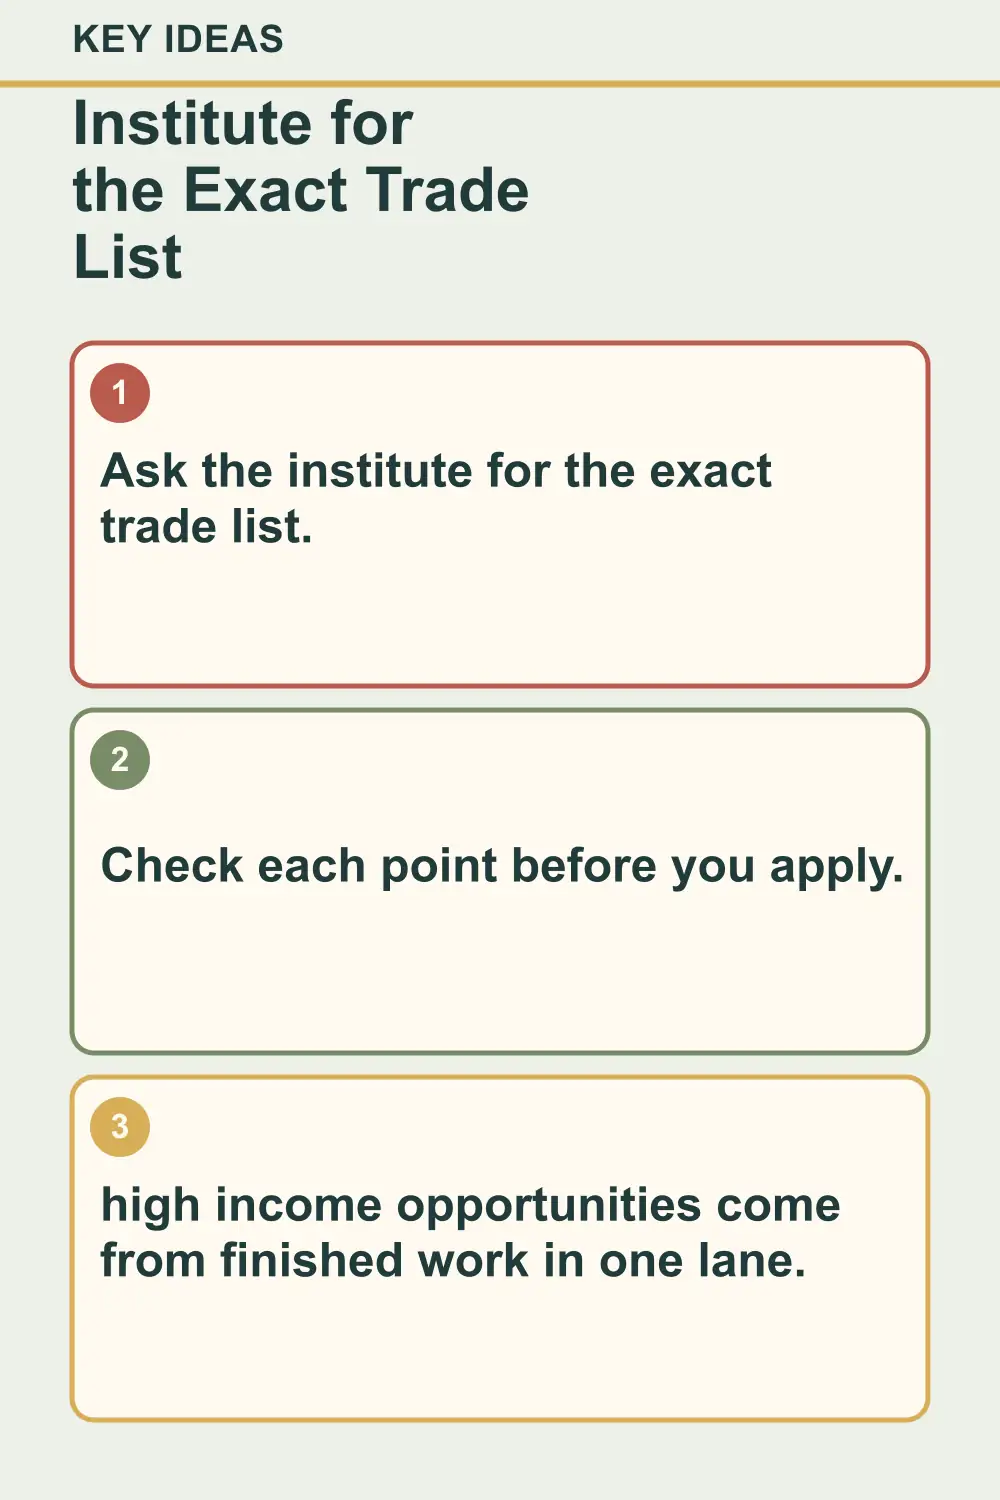 KEY IDEAS
Institute for
the Exact Trade
List
1
Ask the institute for the exact
trade list.
2
Check each point before you apply.
3
high income opportunities come
from finished work in one lane.